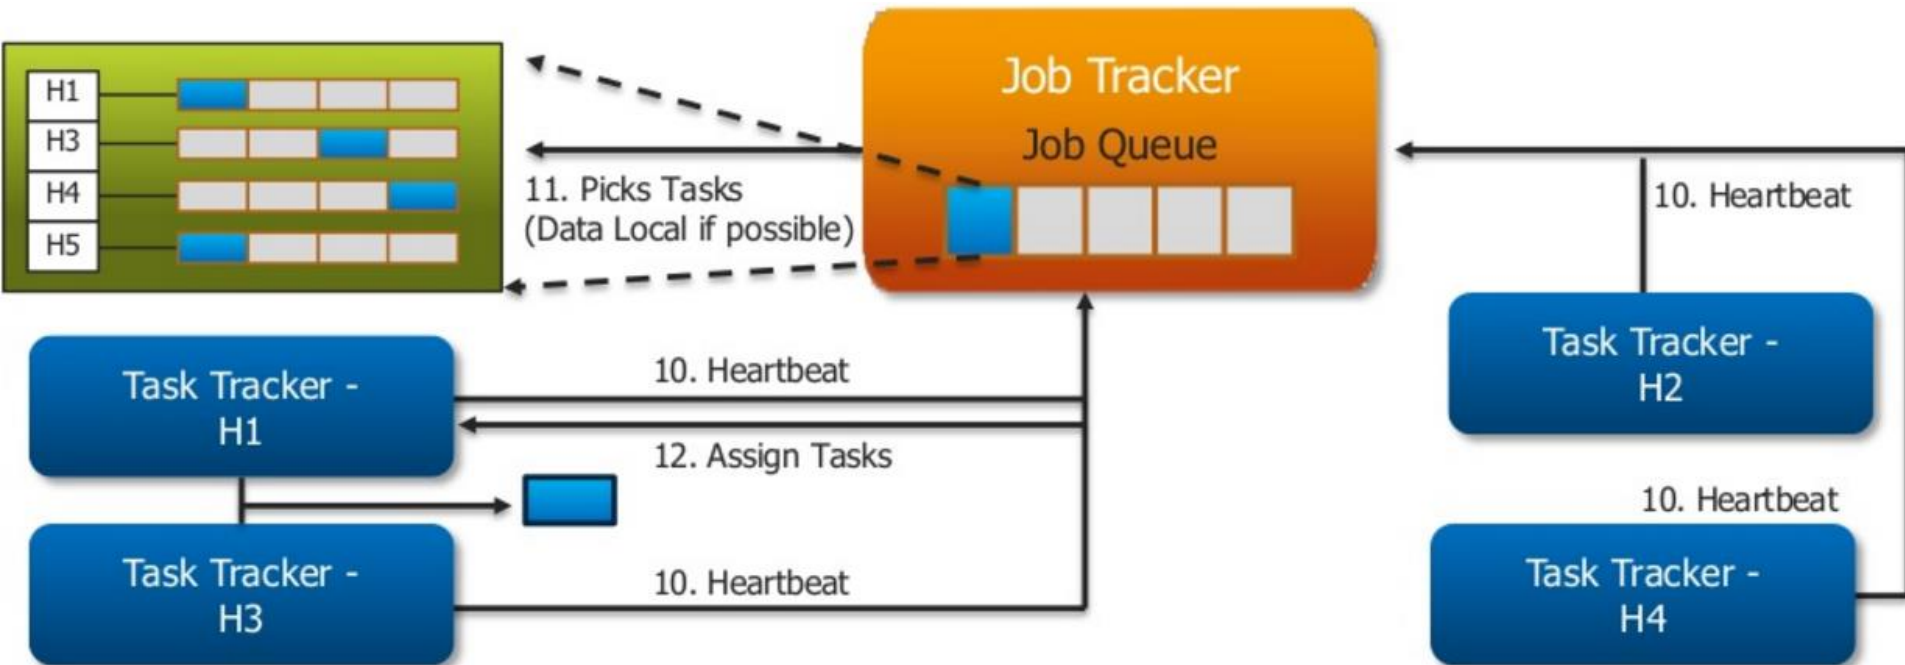 Job Tracker
Job Queue
H1
H3
H4
H5
11. Picks Tasks
(Data Local if possible)
10. Heartbeat
Task Tracker -
H2
Task Tracker -
H1
10. Heartbeat
12. Assign Tasks
10. Heartbeat
Task Tracker -
H4
Task Tracker -
H3
10. Heartbeat